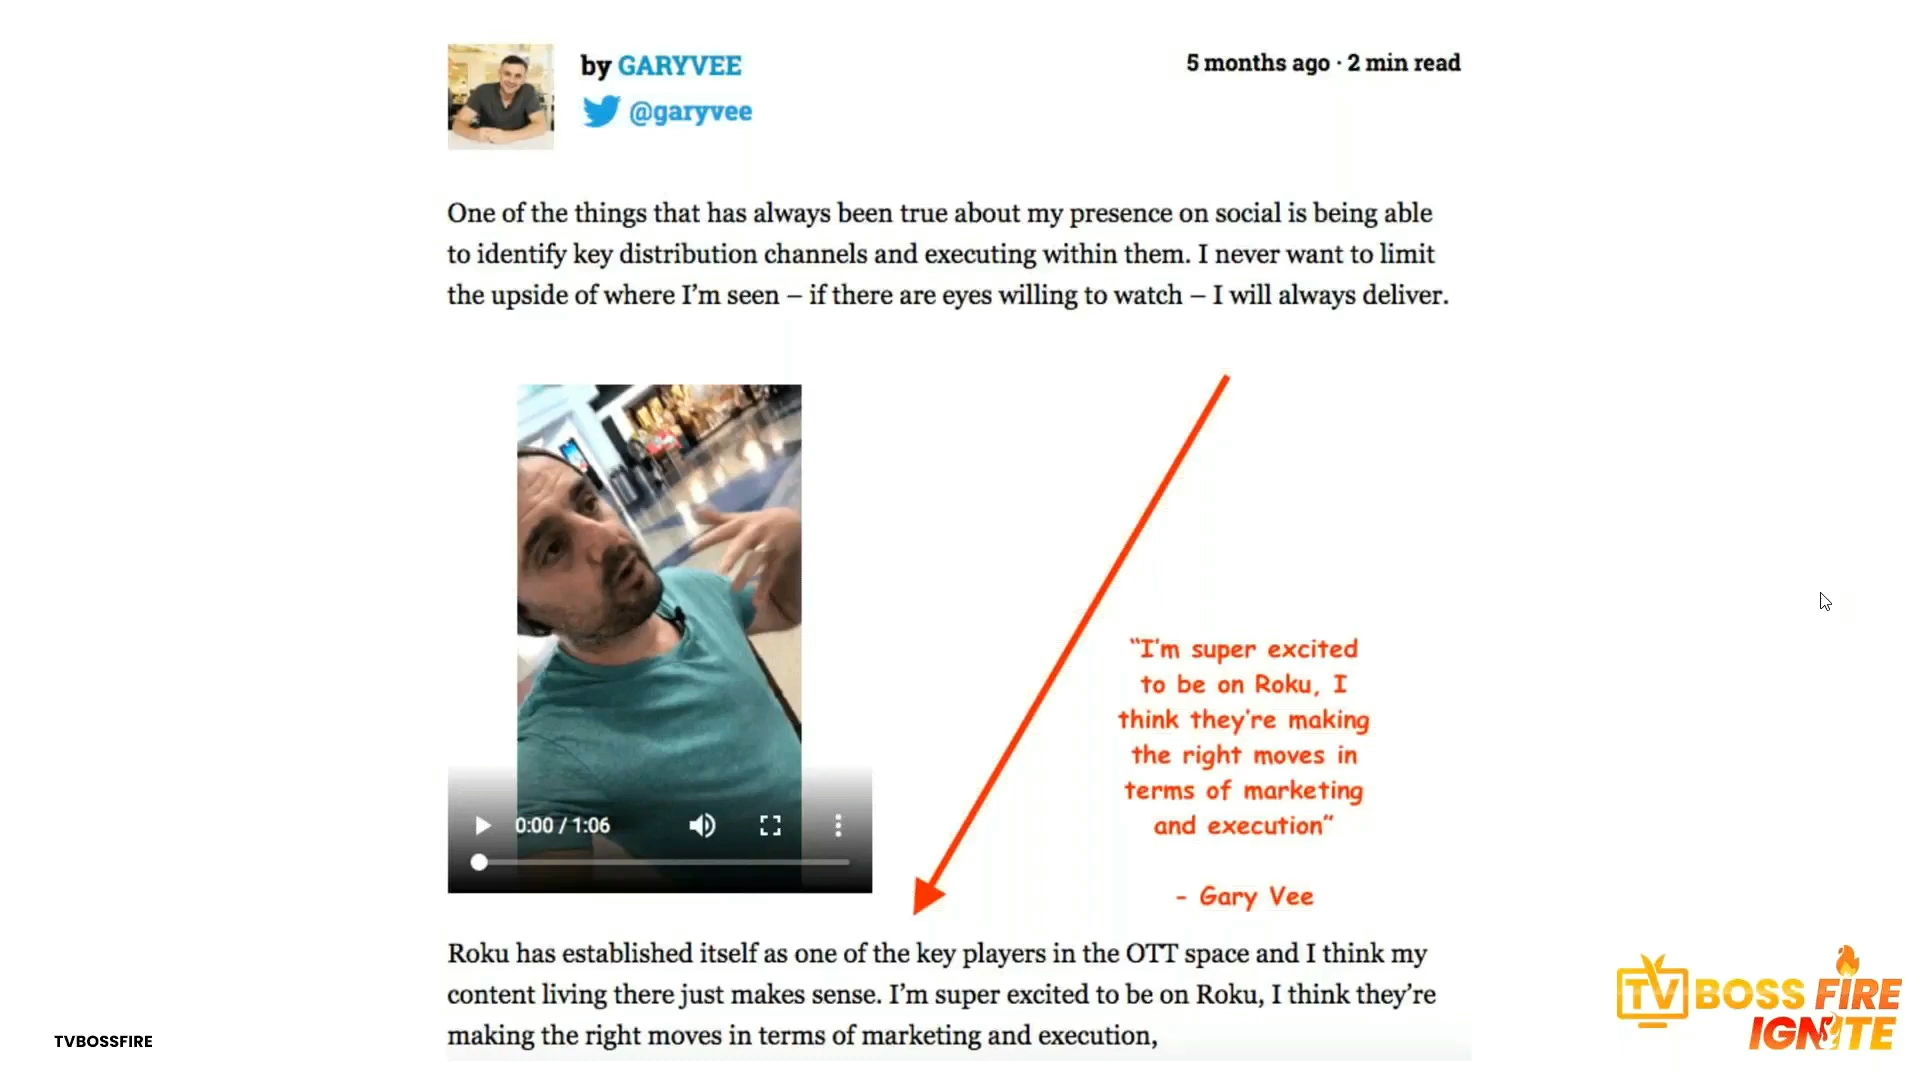 by GARYVEE
5 months ago · 2 min read
@garyvee
One of the things that has always been true about my presence on social is being able
to identify key distribution channels and executing within them. I never want to limit
the upside of where I’m seen – if there are eyes willing to watch – I will always deliver.
“I’m super excited
to be on Roku, I
think they’re making
the right moves in
terms of marketing
and execution”
- Gary Vee
0:00 / 1:06
Roku has established itself as one of the key players in the OTT space and I think my
content living there just makes sense. I’m super excited to be on Roku, I think they’re
making the right moves in terms of marketing and execution,
TV BOSS FIRE
IGNITE
TVBOSSFIRE